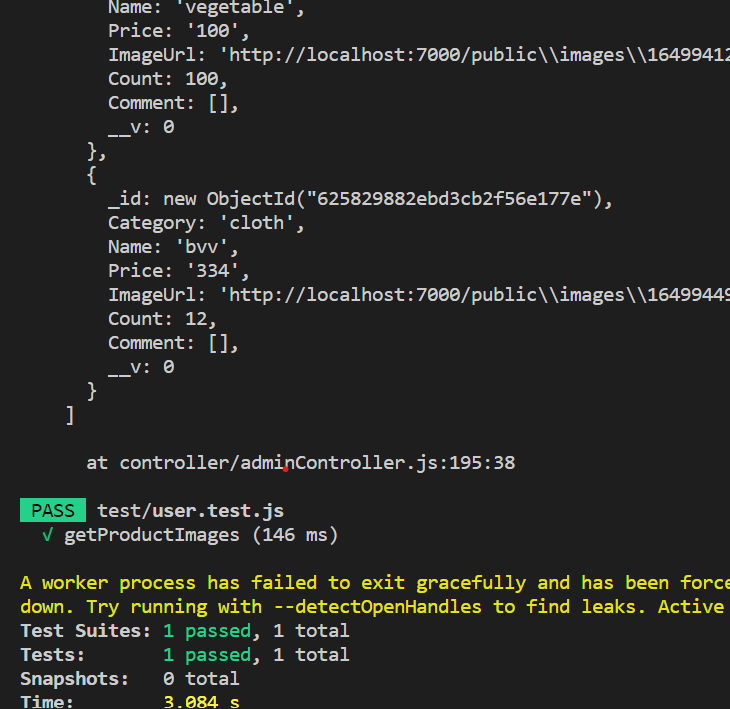 Name: 'vegetable',
Price: '100',
ImageUrl: 'http://localhost:7000/public\\images\\16499412
Count: 100,
Comment: [],
__v: 0
},
{
_id: new ObjectId("625829882ebd3cb2f56e177e"),
Category: 'cloth',
Name: 'bvv',
Price: '334',
ImageUrl: 'http://localhost:7000/public\\images\\16499449
Count: 12,
Comment: [],
__v: 0
}
]
at controller/adminController.js:195:38
PASS test/user.test.js
√ getProductImages (146 ms)
A worker process has failed to exit gracefully and has been force
down. Try running with --detectOpenHandles to find leaks. Active
Test Suites: 1 passed, 1 total
Tests: 1 passed, 1 total
Snapshots: 0 total
Time: 3.084 s